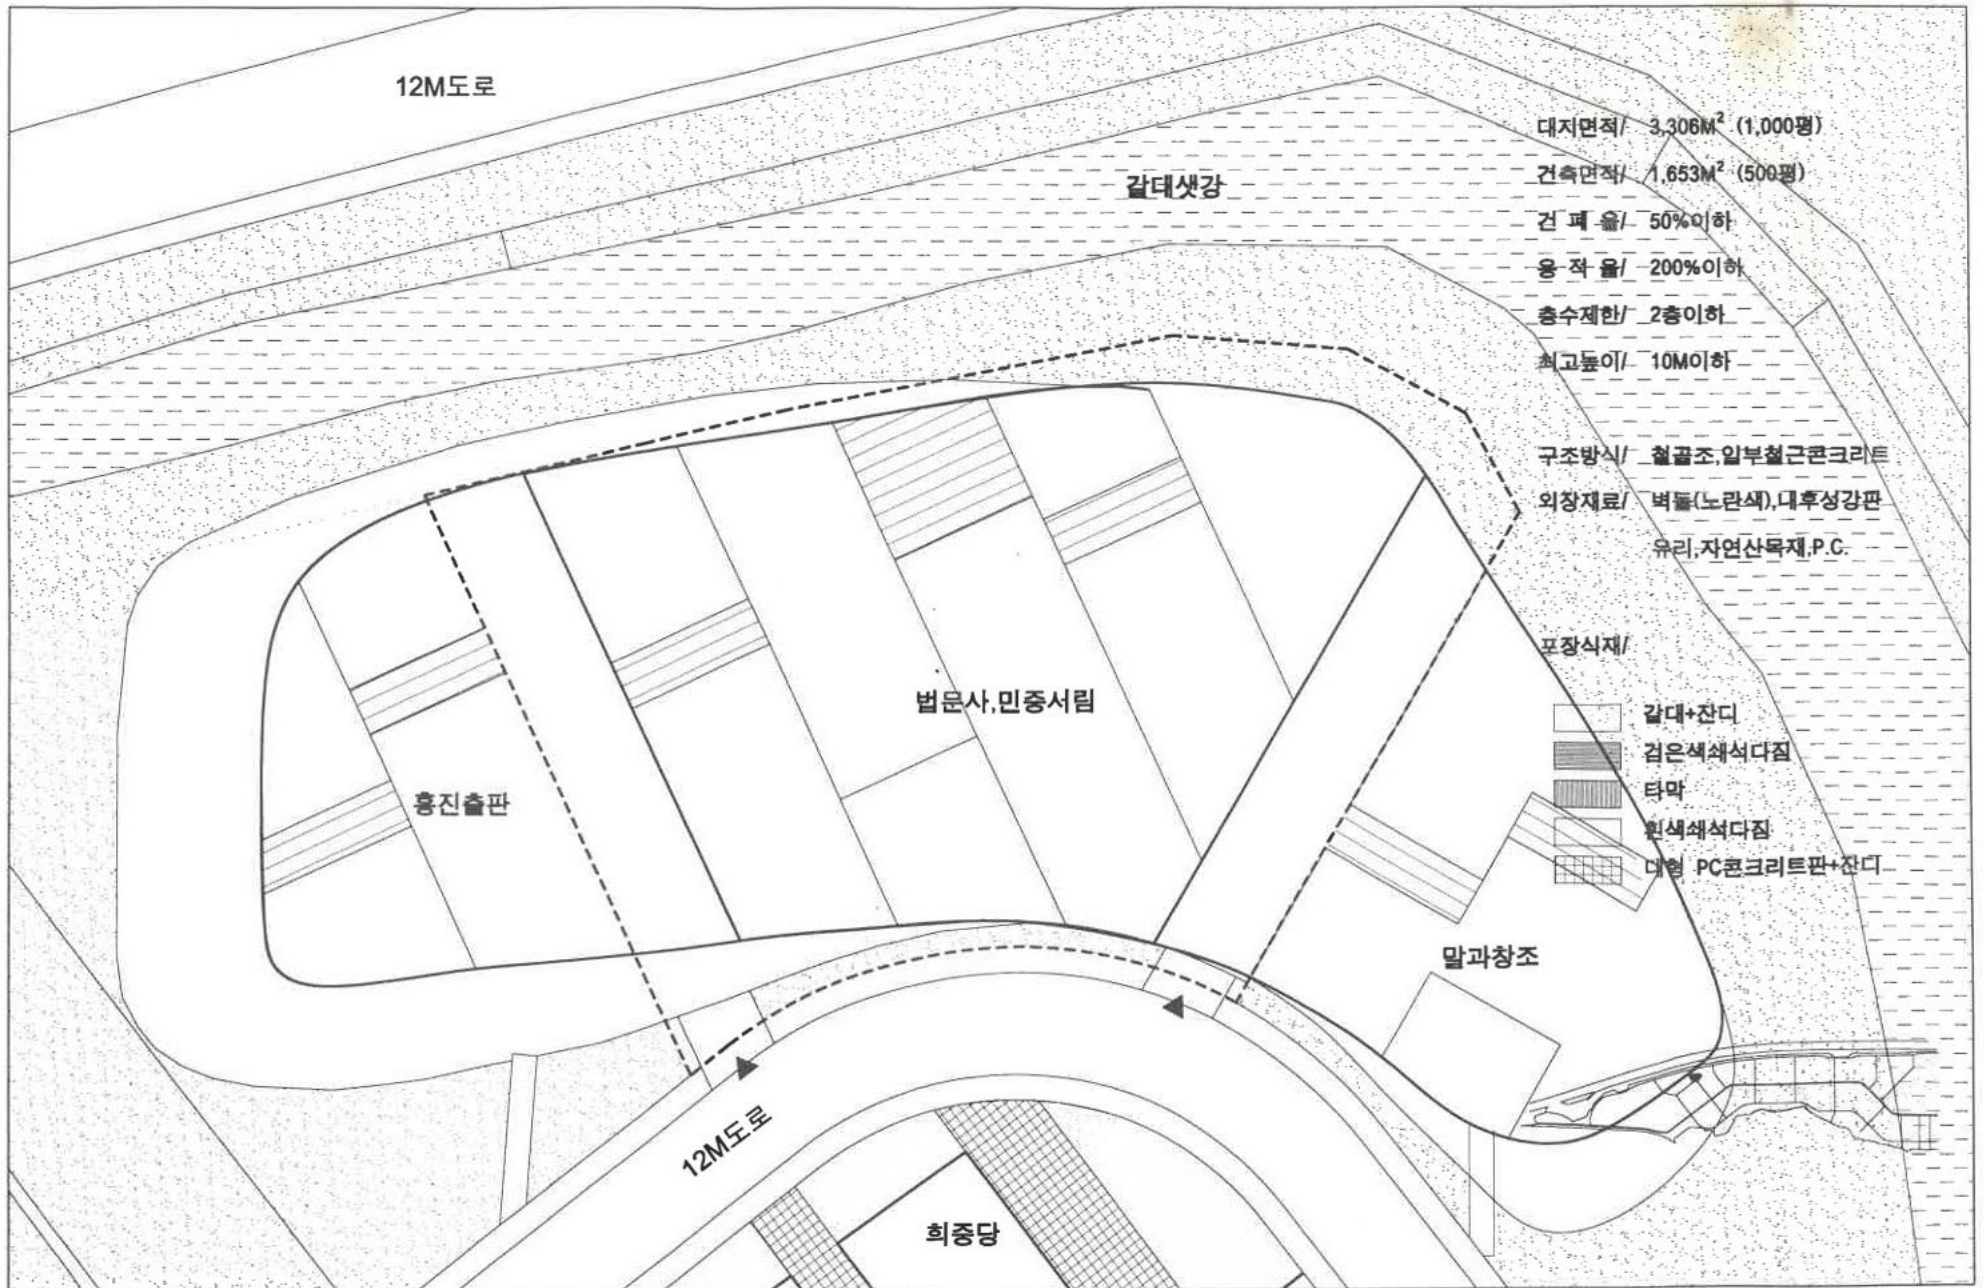 12M도로
갈대샛강
대지면적/ 3,306M² (1,000평)
건축면적/ 1,653M² (500평)
건 폐 율/ 50%이하
용 적 율/ 200%이하
층수제한/ 2층이하
최고높이/ 10M이하
구조방식/ 철골조,일부철근콘크리트
외장재료/ 벽돌(노란색),내후성강판
유리,자연산목재,P.C.
포장식재/
갈대+잔디
검은색쇄석다짐
타막
흰색쇄석다짐
대형 PC콘크리트판+잔디
법문사,민중서림
흥진출판
말과창조
12M도로
희중당